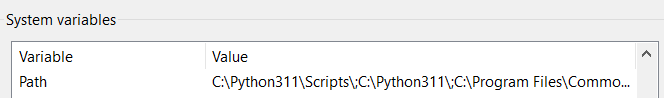 System variables
Variable Value
Path C:\Python311\Scripts\;C:\Python311\;C:\Program Files\Commo...